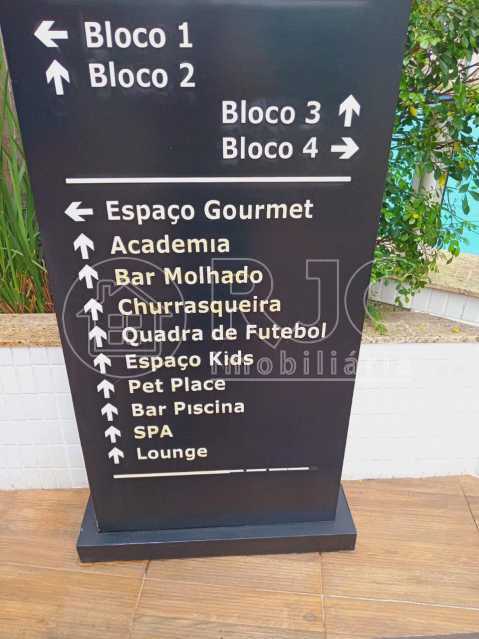 ← Bloco 1
↑ Bloco 2
Bloco 3 ↑
Bloco 4 →
← Espaço Gourmet
↑ Academia
↑ Bar Molhado
↑ Churrasqueira
↑ Quadra de Futebol
↑ Espaço Kids
↑ Pet Place
↑ Bar Piscina
↑ SPA
↑ Lounge
RJC
imobiliária